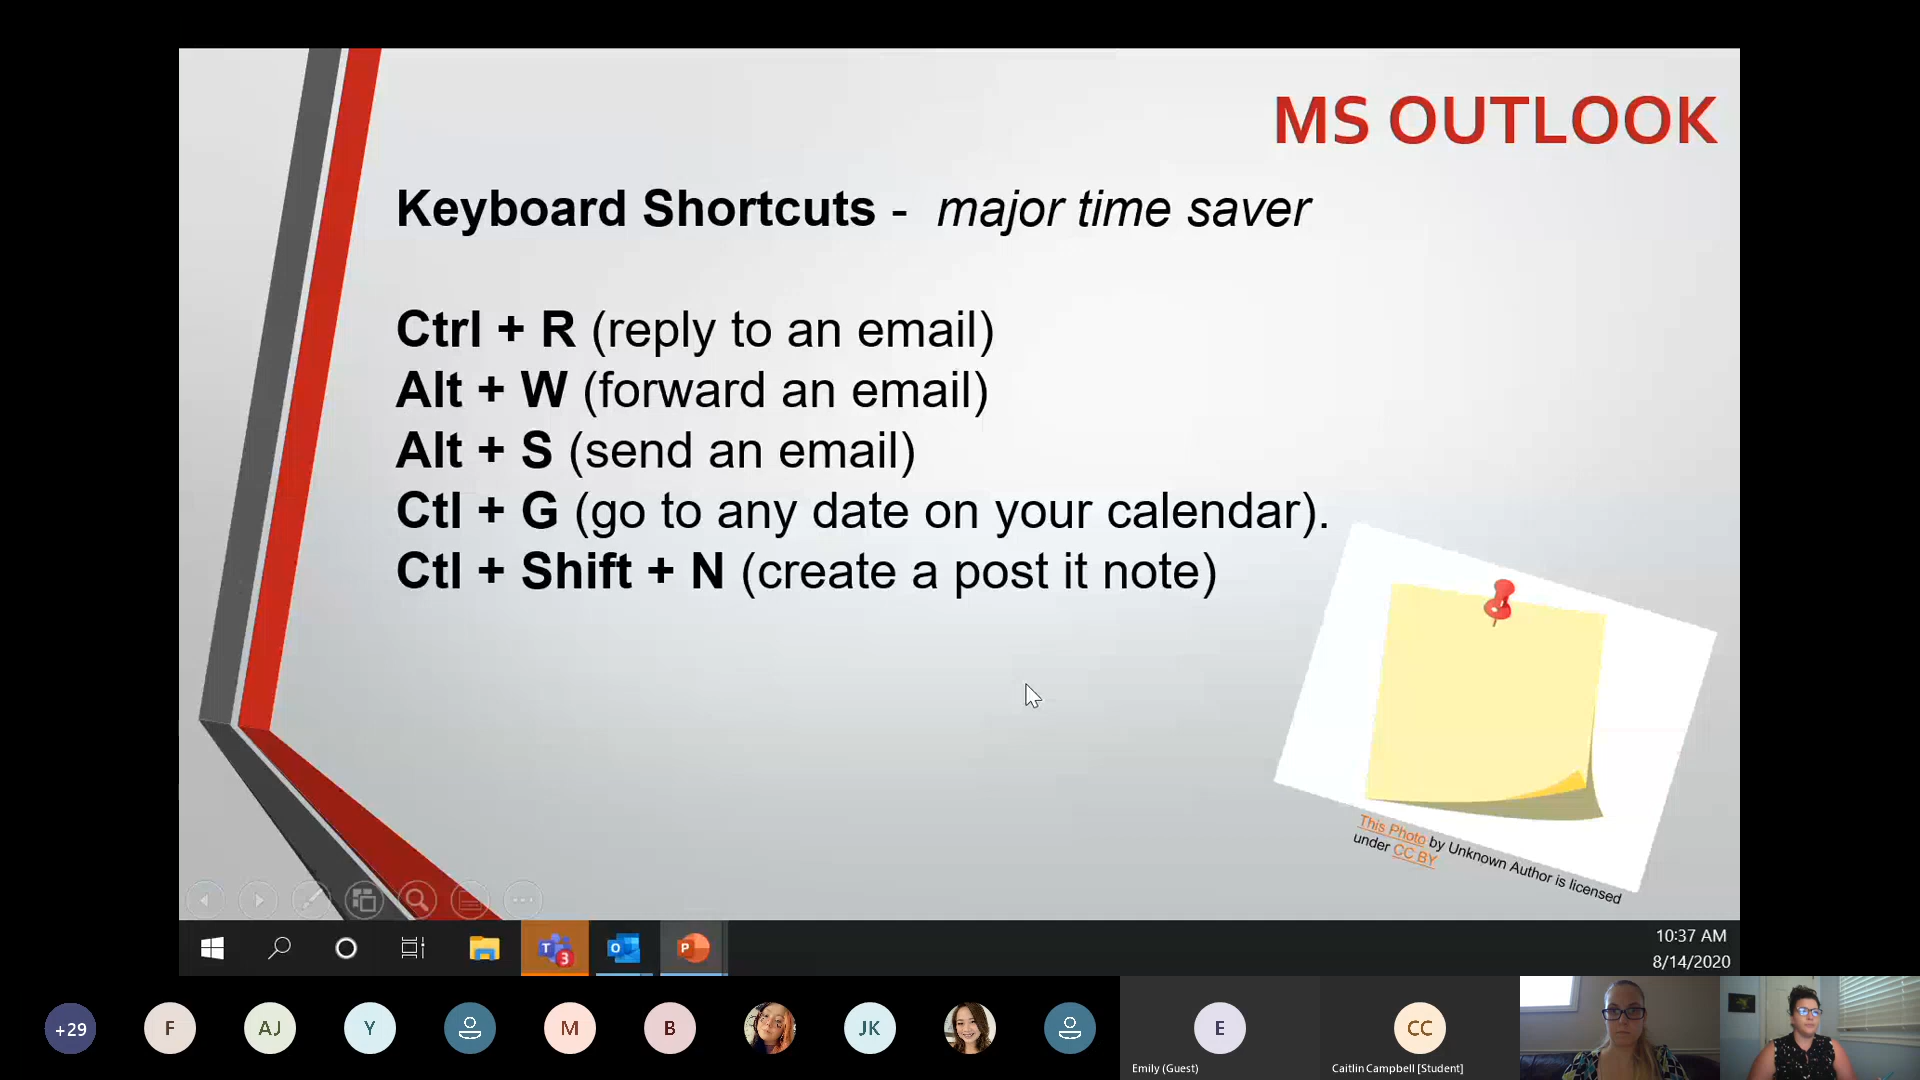 MS OUTLOOK
Keyboard Shortcuts - major time saver
Ctrl + R (reply to an email)
Alt + W (forward an email)
Alt + S (send an email)
Ctl + G (go to any date on your calendar).
Ctl + Shift + N (create a post it note)
This Photo by Unknown Author is licensed
under CC BY
T 3
O
P
10:37 AM
8/14/2020
+29
F
AJ
Y
M
B
JK
E
CC
Emily (Guest)
Caitlin Campbell [Student]